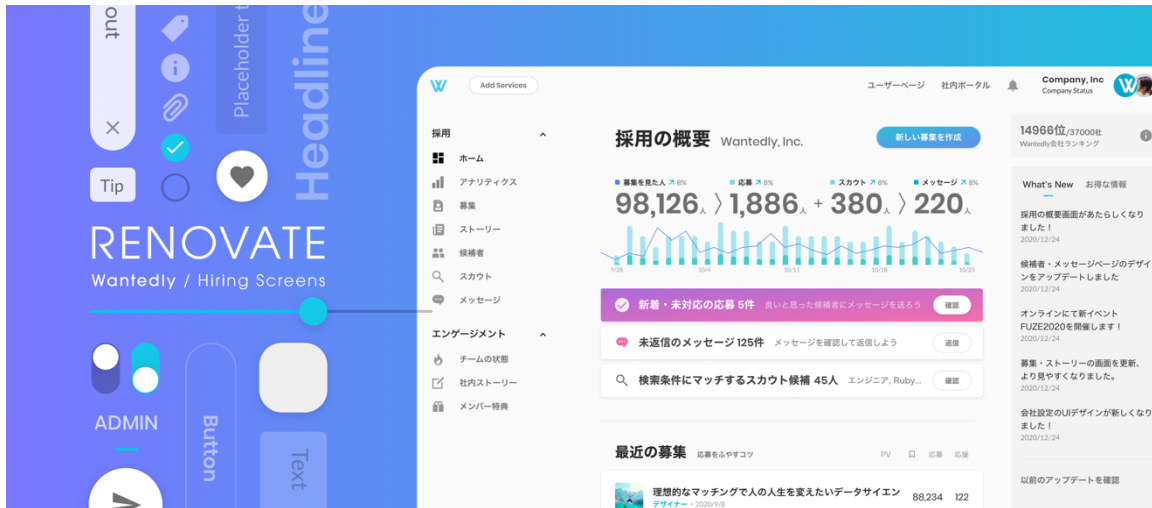 out
Placeholder t
Headline
Tip
RENOVATE
Wantedly / Hiring Screens
ADMIN
Button
Text
Add Services
ユーザーページ
社内ポータル
Company, Inc
Company Status
採用
ホーム
アナリティクス
募集
ストーリー
候補者
スカウト
メッセージ
エンゲージメント
チームの状態
社内ストーリー
メンバー特典
採用の概要 Wantedly, Inc.
新しい募集を作成
募集を見た人 8% 応募 8% スカウト 8% メッセージ 8%
98,126人 〉 1,886人 + 380人 〉 220人
9/28 10/4 10/11 10/18 10/25
新着・未対応の応募 5件 良いと思った候補者にメッセージを送ろう 確認
未返信のメッセージ 125件 メッセージを確認して返信しよう 返信
検索条件にマッチするスカウト候補 45人 エンジニア, Ruby... 確認
最近の募集 応募をふやすコツ PV 応募 応援
理想的なマッチングで人の人生を変えたいデータサイエン 88,234 122
デザイナー・2020/9/8
14966位/37000社
Wantedly会社ランキング
What's New お得な情報
採用の概要画面があたらしくなり
ました！
2020/12/24
候補者・メッセージページのデザイ
ンをアップデートしました
2020/12/24
オンラインにて新イベント
FUZE2020を開催します！
2020/12/24
募集・ストーリーの画面を更新、
より見やすくなりました。
2020/12/24
会社設定のUIデザインが新しくなり
ました！
2020/12/24
以前のアップデートを確認